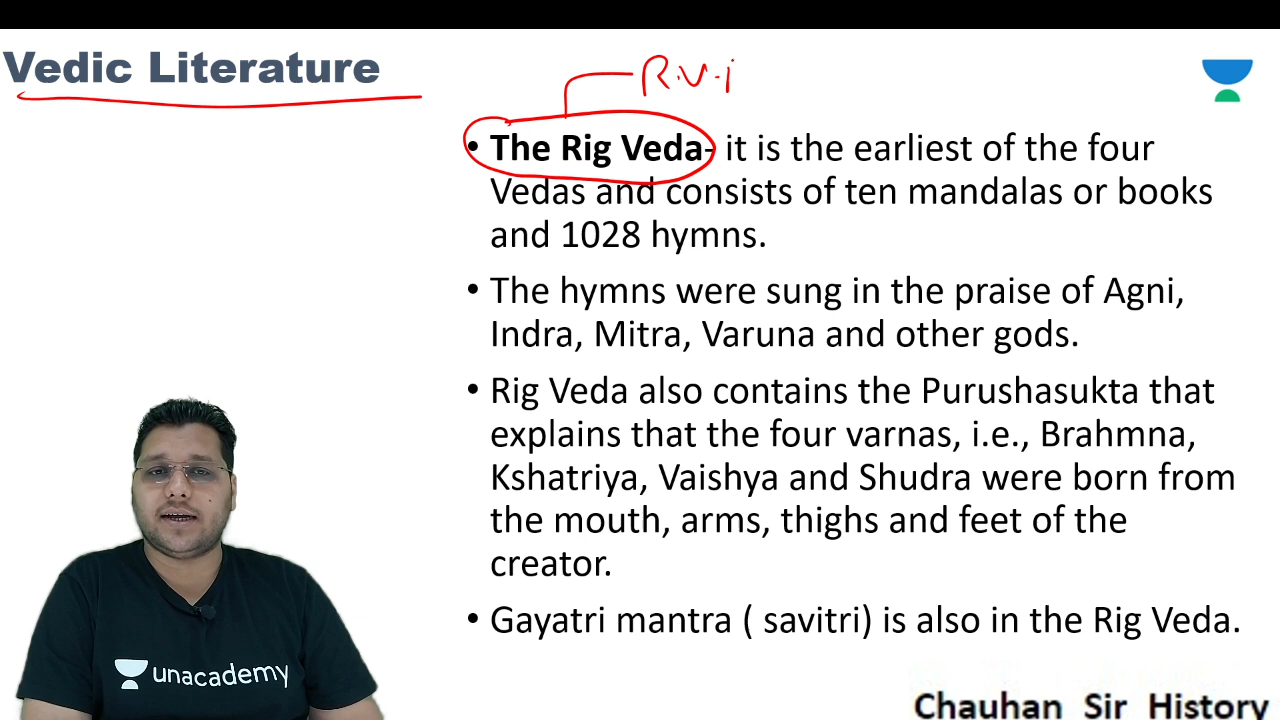 Vedic Literature
R.V.i
• The Rig Veda- it is the earliest of the four
Vedas and consists of ten mandalas or books
and 1028 hymns.
• The hymns were sung in the praise of Agni,
Indra, Mitra, Varuna and other gods.
• Rig Veda also contains the Purushasukta that
explains that the four varnas, i.e., Brahmna,
Kshatriya, Vaishya and Shudra were born from
the mouth, arms, thighs and feet of the
creator.
• Gayatri mantra ( savitri) is also in the Rig Veda.
unacademy
Chauhan Sir History